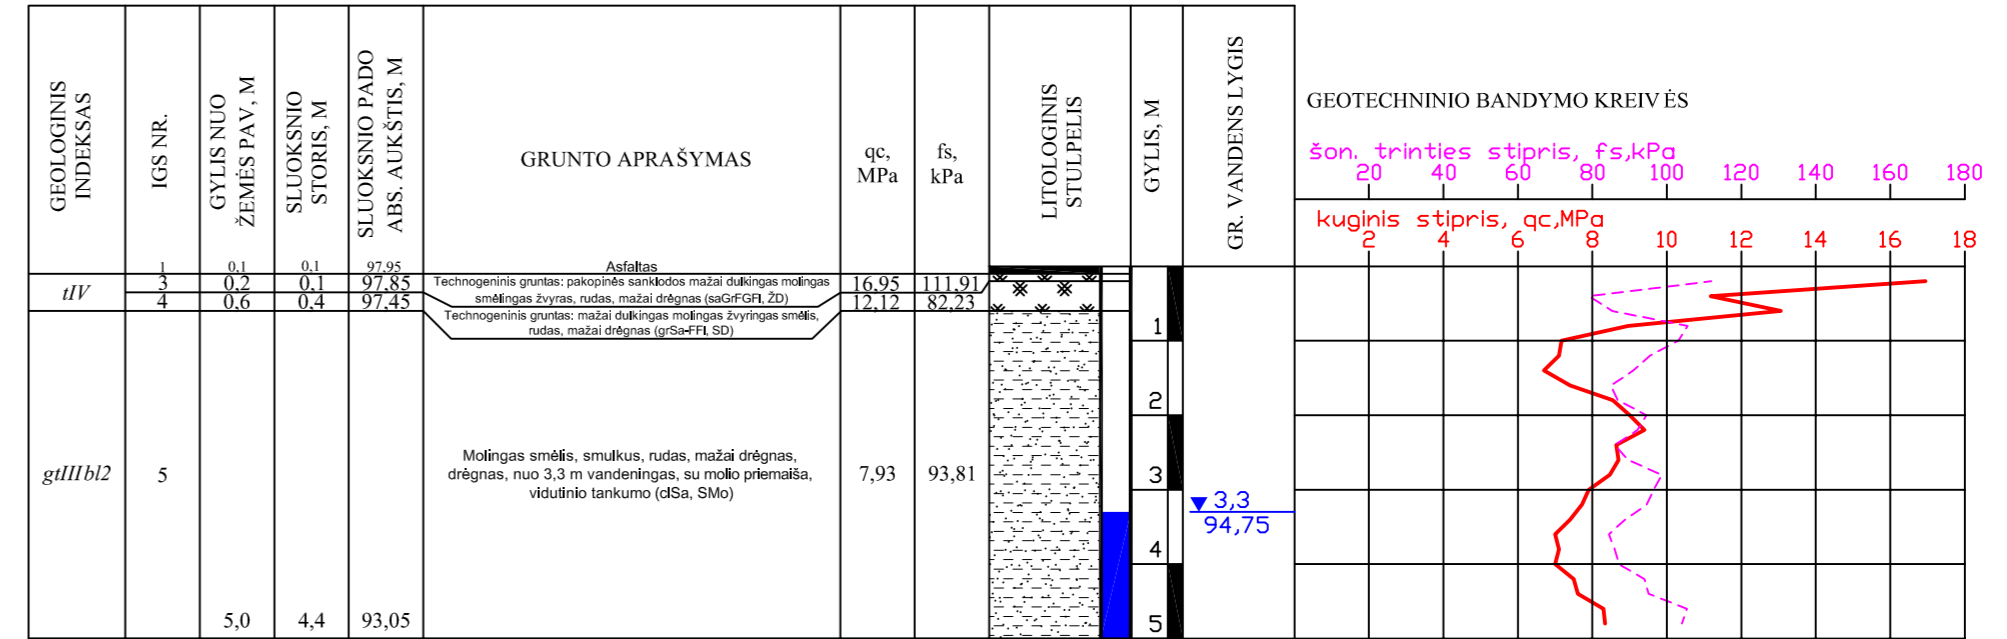 GEOLOGINIS
INDEKSAS
IGS NR.
GYLIS NUO
ŽEMĖS PAV, M
SLUOKSNIO
STORIS, M
SLUOKSNIO PADO
ABS. AUKŠTIS, M
GRUNTO APRAŠYMAS
qc,
MPa
fs,
kPa
LITOLOGINIS
STULPELIS
GYLIS, M
GR. VANDENS LYGIS
GEOTECHNINIO BANDYMO KREIVĖS
šon. trinties stipris, fs,kPa
20 40 60 80 100 120 140 160 180
kuginis stipris, qc,MPa
2 4 6 8 10 12 14 16 18
1 0,1 0,1 97,95 Asfaltas
tIV
3 0,2 0,1 97,85 Technogeninis gruntas: pakopinės sanklodos mažai dulkingas molingas 16,95 111,91
smėlingas žvyras, rudas, mažai drėgnas (saGrFGFl, ŽD)
4 0,6 0,4 97,45 12,12 82,23
Technogeninis gruntas: mažai dulkingas molingas žvyringas smėlis,
rudas, mažai drėgnas (grSa-FFl, SD)
gtIIIbl2 5
Molingas smėlis, smulkus, rudas, mažai drėgnas,
drėgnas, nuo 3,3 m vandeningas, su molio priemaiša,
vidutinio tankumo (clSa, SMo)
7,93 93,81
5,0 4,4 93,05
1
2
3
4
5
3,3
94,75